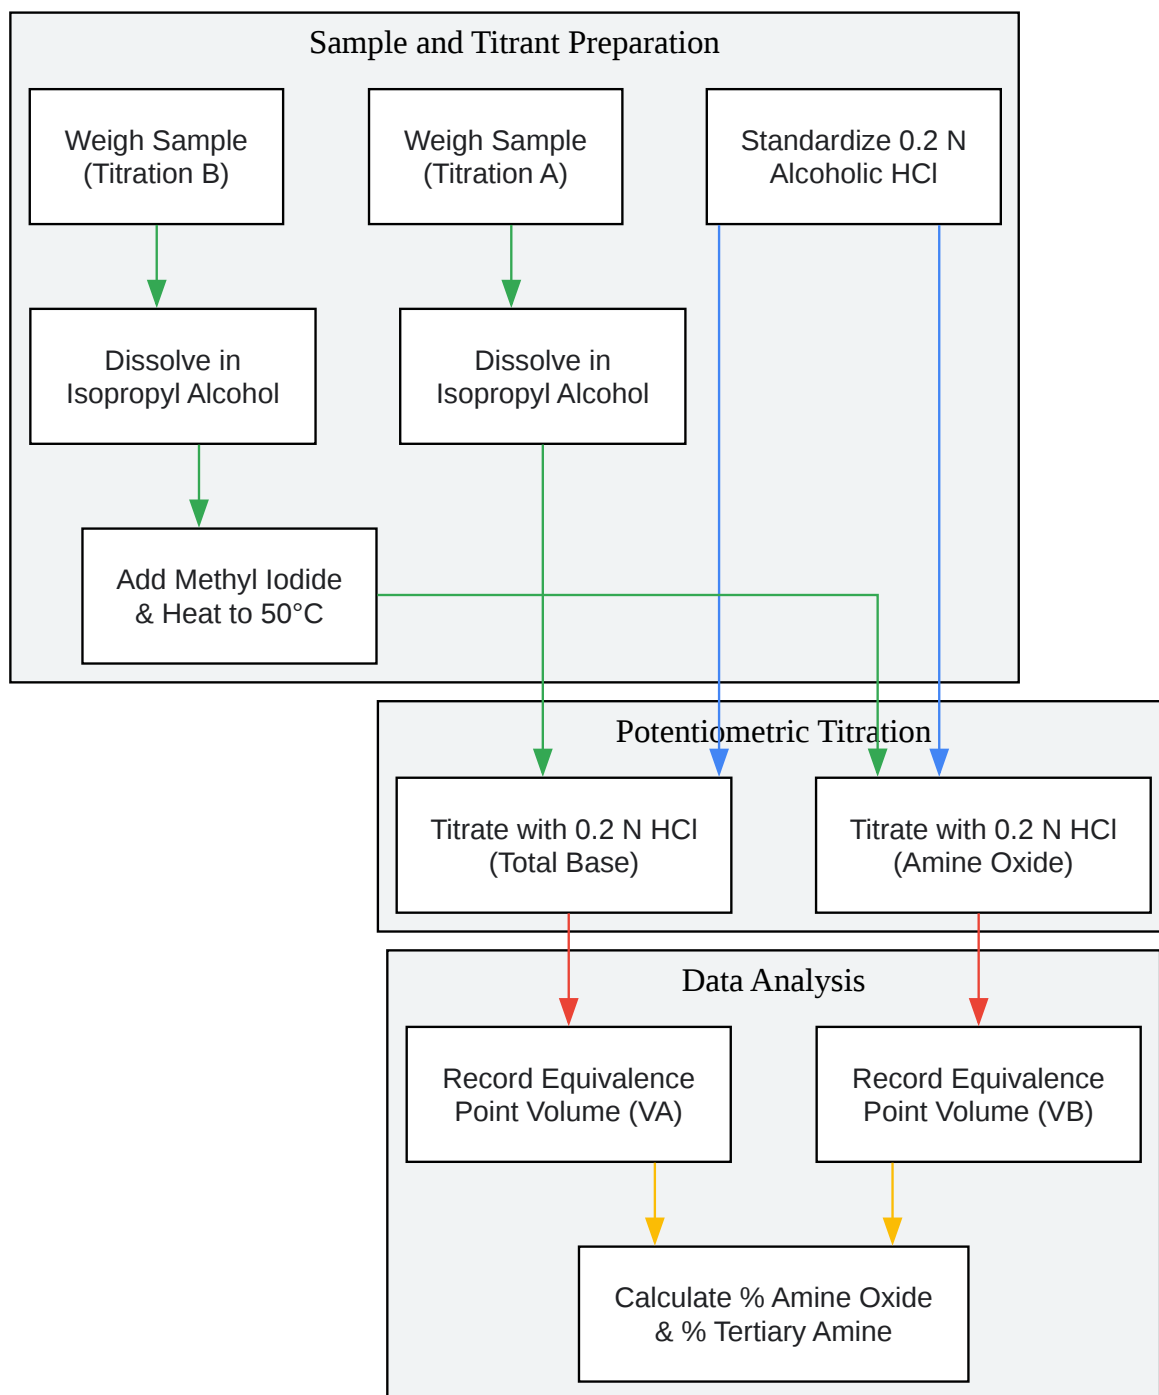 Sample and Titrant Preparation
Weigh Sample
(Titration B)
Weigh Sample
(Titration A)
Standardize 0.2 N
Alcoholic HCl
Dissolve in
Isopropyl Alcohol
Dissolve in
Isopropyl Alcohol
Add Methyl Iodide
& Heat to 50°C
Potentiometric Titration
Titrate with 0.2 N HCl
(Total Base)
Titrate with 0.2 N HCl
(Amine Oxide)
Data Analysis
Record Equivalence
Point Volume (VA)
Record Equivalence
Point Volume (VB)
Calculate % Amine Oxide
& % Tertiary Amine